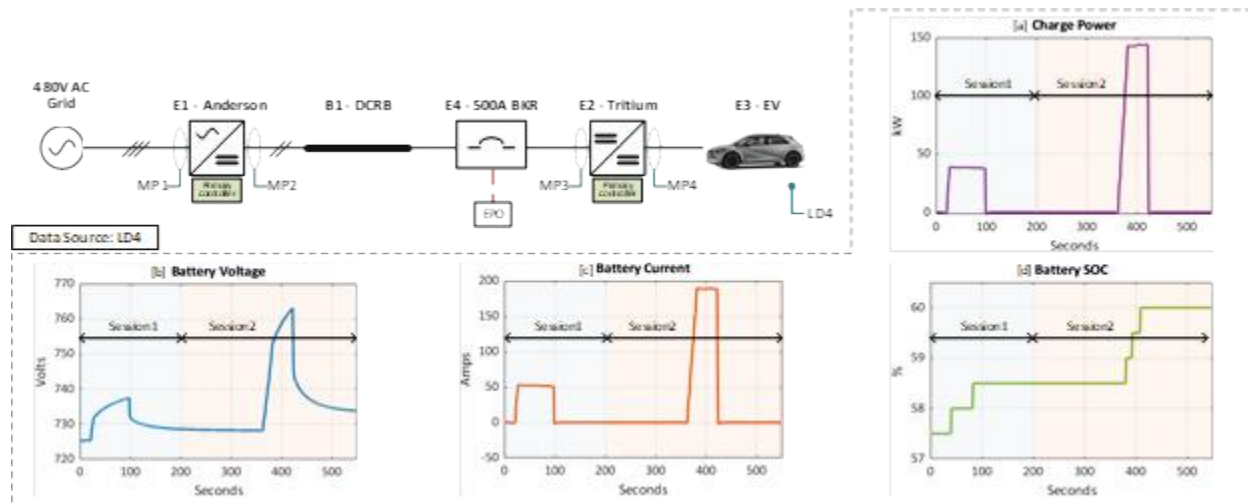 480V AC
Grid
E1 - Anderson
B1 - DCRB
E4 - 500A BKR
E2 - Tritium
E3 - EV
MP1
MP2
MP3
MP4
Primary
controller
Primary
controller
EPO
LD4
Data Source: LD4
[a] Charge Power
150
100
50
0
kW
Session1
Session2
0 100 200 300 400 500
Seconds
[b] Battery Voltage
770
760
750
740
730
720
Volts
Session1
Session2
0 100 200 300 400 500
Seconds
[c] Battery Current
200
150
100
50
0
-50
Amps
Session1
Session2
0 100 200 300 400 500
Seconds
[d] Battery SOC
60
59
58
57
%
Session1
Session2
0 100 200 300 400 500
Seconds